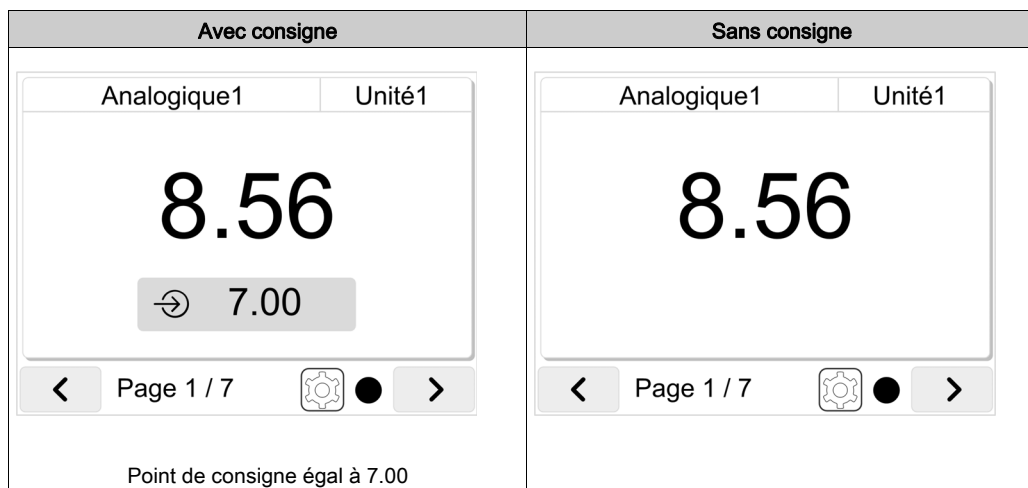 Avec consigne
Sans consigne
Analogique1 Unité1
8.56
7.00
Page 1 / 7
Point de consigne égal à 7.00
Analogique1 Unité1
8.56
Page 1 / 7